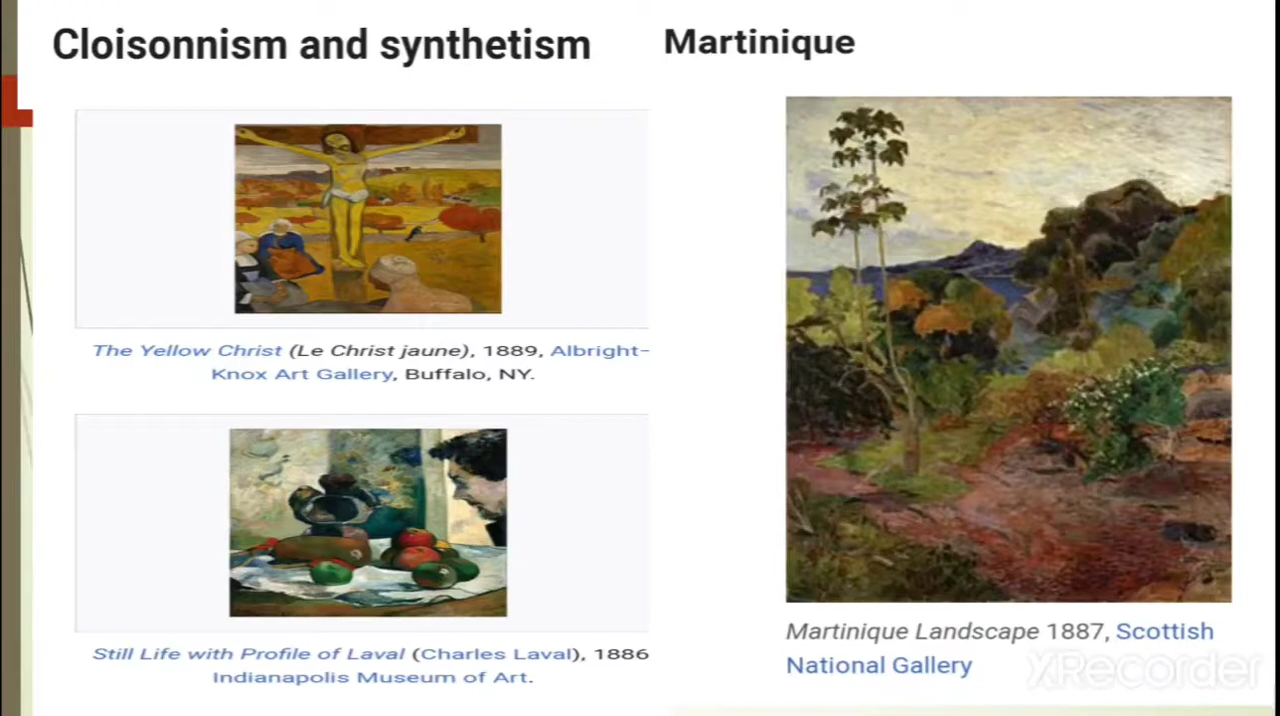 Cloisonnism and synthetism
The Yellow Christ (Le Christ jaune), 1889, Albright–
Knox Art Gallery, Buffalo, NY.
Still Life with Profile of Laval (Charles Laval), 1886
Indianapolis Museum of Art.
Martinique
Martinique Landscape 1887, Scottish
National Gallery
XRecorder